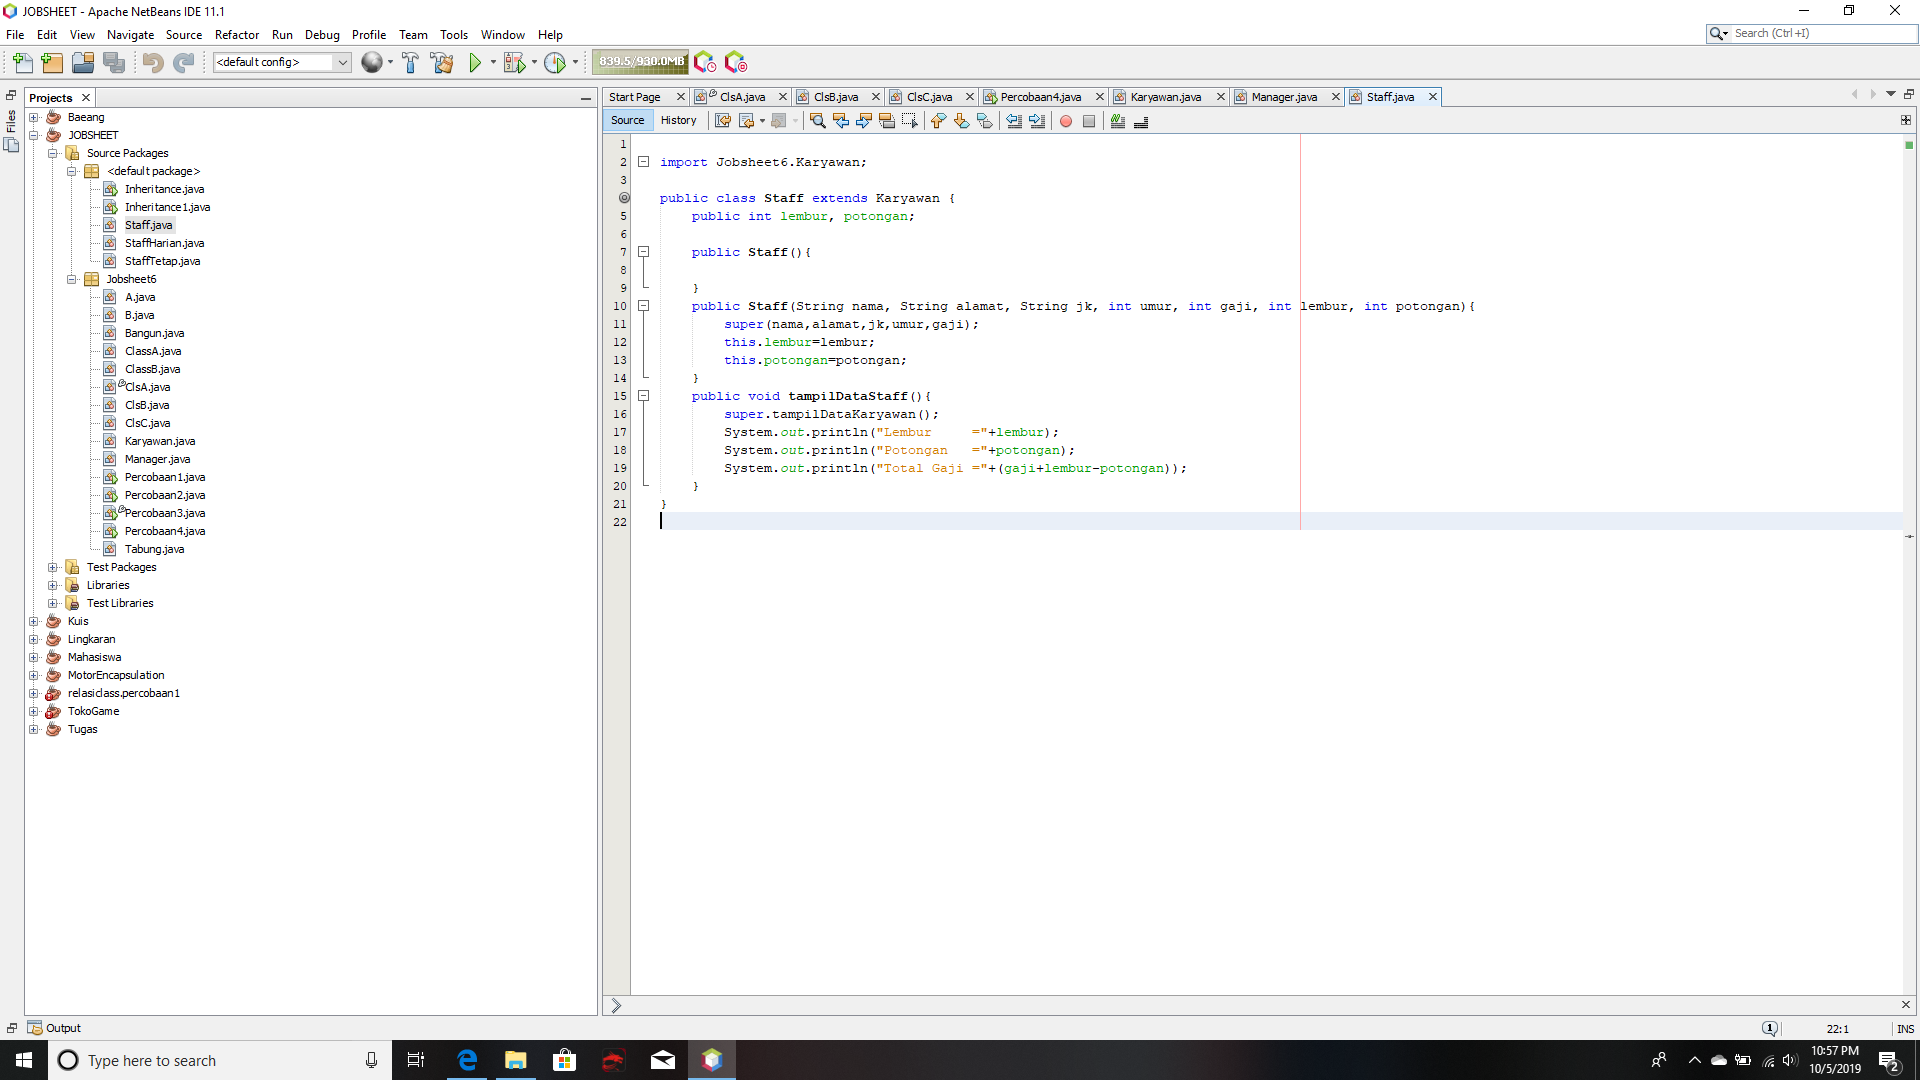 JOBSHEET - Apache NetBeans IDE 11.1
File Edit View Navigate Source Refactor Run Debug Profile Team Tools Window Help
Search (Ctrl+I)
<default config>
839.5/930.0MB
Files
Projects
Baeang
JOBSHEET
Source Packages
<default package>
Inheritance.java
Inheritance1.java
Staff.java
StaffHarian.java
StaffTetap.java
Jobsheet6
A.java
B.java
Bangun.java
ClassA.java
ClassB.java
ClsA.java
ClsB.java
ClsC.java
Karyawan.java
Manager.java
Percobaan1.java
Percobaan2.java
Percobaan3.java
Percobaan4.java
Tabung.java
Test Packages
Libraries
Test Libraries
Kuis
Lingkaran
Mahasiswa
MotorEncapsulation
relasiclass.percobaan1
TokoGame
Tugas
Start Page ClsA.java ClsB.java ClsC.java Percobaan4.java Karyawan.java Manager.java Staff.java
Source History
1
2 import Jobsheet6.Karyawan;
3
public class Staff extends Karyawan {
5 public int lembur, potongan;
6
7 public Staff(){
8
9 }
10 public Staff(String nama, String alamat, String jk, int umur, int gaji, int lembur, int potongan){
11 super(nama,alamat,jk,umur,gaji);
12 this.lembur=lembur;
13 this.potongan=potongan;
14 }
15 public void tampilDataStaff(){
16 super.tampilDataKaryawan();
17 System.out.println("Lembur     ="+lembur);
18 System.out.println("Potongan   ="+potongan);
19 System.out.println("Total Gaji ="+(gaji+lembur-potongan));
20 }
21 }
22
Output
1
22:1
INS
Type here to search
10:57 PM
10/5/2019
2